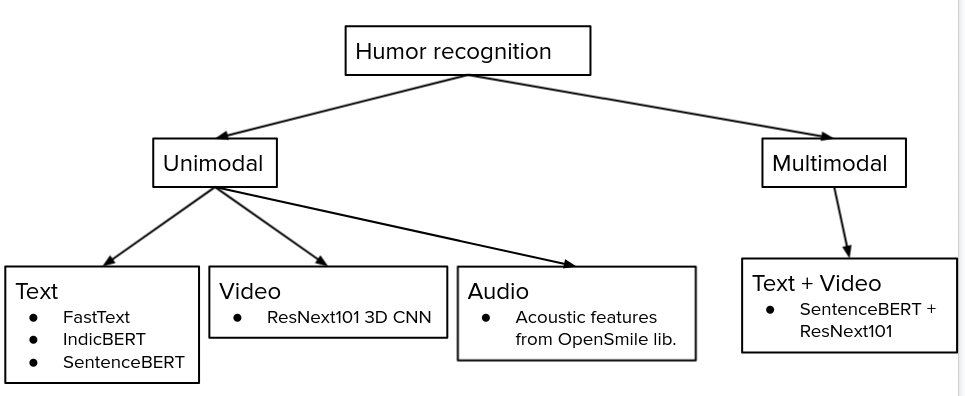 Humor recognition
Unimodal
Multimodal
Text
● FastText
● IndicBERT
● SentenceBERT
Video
● ResNext101 3D CNN
Audio
● Acoustic features
from OpenSmile lib.
Text + Video
● SentenceBERT +
ResNext101